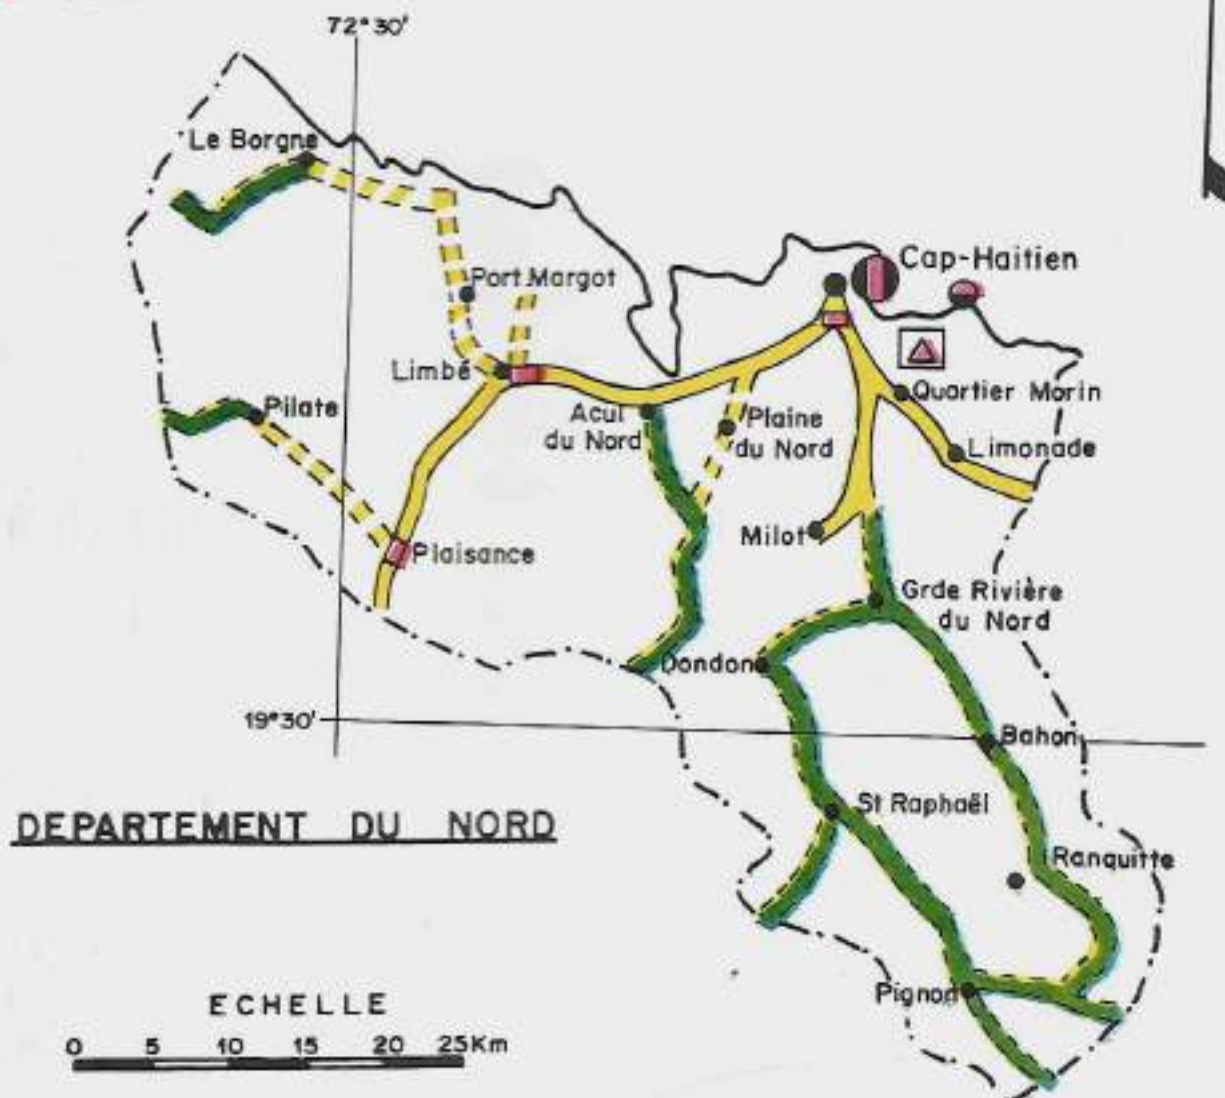 72°30'
Le Borgne
Cap-Haitien
Port Margot
Limbé
Quartier Morin
Pilate
Acul
du Nord
Plaine
du Nord
Limonade
Milot
Plaisance
Grde Rivière
du Nord
Dondon
19°30'
Bahon
St Raphaël
DEPARTEMENT DU NORD
Ranquitte
Pignon
ECHELLE
0 5 10 15 20 25Km